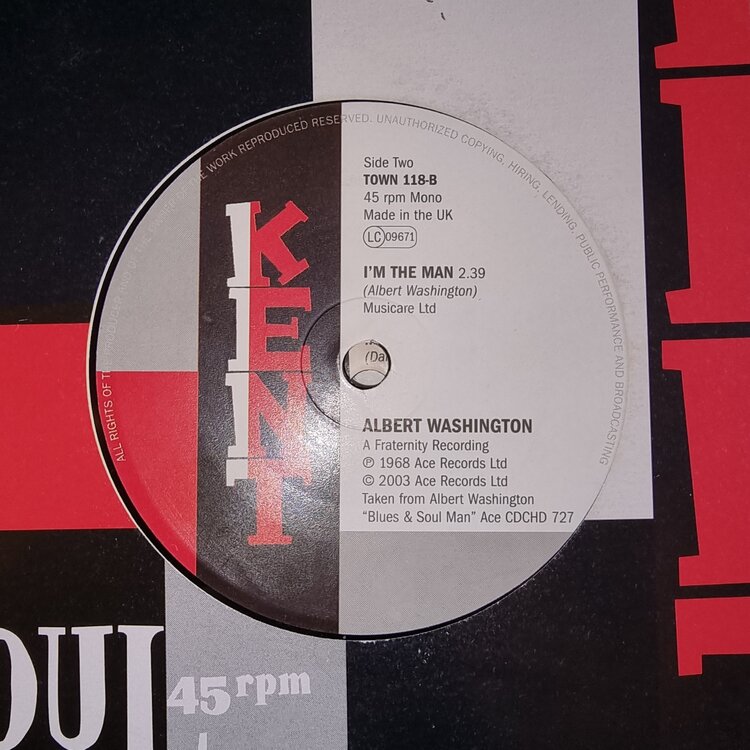 Side Two
TOWN 118-B
45 rpm Mono
Made in the UK
LC 09671
I'M THE MAN 2.39
(Albert Washington)
Musicare Ltd
(Da
ALBERT WASHINGTON
A Fraternity Recording
℗ 1968 Ace Records Ltd
© 2003 Ace Records Ltd
Taken from Albert Washington
“Blues & Soul Man” Ace CDCHD 727
KENT
ALL RIGHTS OF THE WORK REPRODUCED RESERVED. UNAUTHORIZED COPYING, HIRING, LENDING, PUBLIC PERFORMANCE AND BROADCASTING
OUL
45 rpm